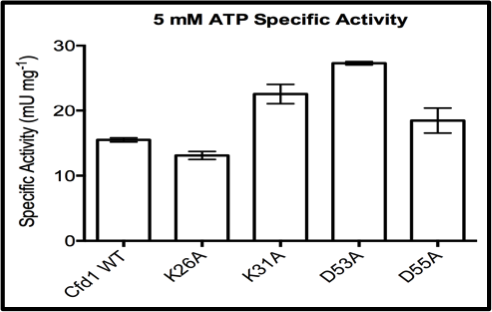 5 mM ATP Specific Activity
Specific Activity (mU mg⁻¹)
30
20
10
0
Cfd1 WT
K26A
K31A
D53A
D55A